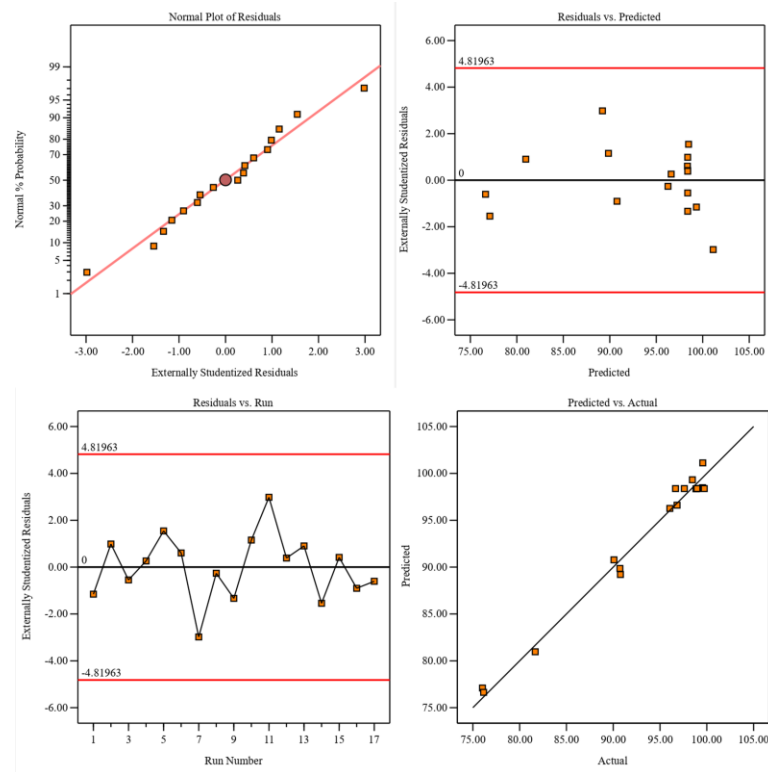 Normal Plot of Residuals
Normal % Probability
99
95
90
80
70
50
30
20
10
5
1
-3.00 -2.00 -1.00 0.00 1.00 2.00 3.00
Externally Studentized Residuals
Residuals vs. Predicted
Externally Studentized Residuals
6.00
4.81963
4.00
2.00
0
0.00
-2.00
-4.00
-4.81963
-6.00
75.00 80.00 85.00 90.00 95.00 100.00 105.00
Predicted
Residuals vs. Run
Externally Studentized Residuals
6.00
4.81963
4.00
2.00
0
0.00
-2.00
-4.00
-4.81963
-6.00
1 3 5 7 9 11 13 15 17
Run Number
Predicted vs. Actual
Predicted
105.00
100.00
95.00
90.00
85.00
80.00
75.00
75.00 80.00 85.00 90.00 95.00 100.00 105.00
Actual